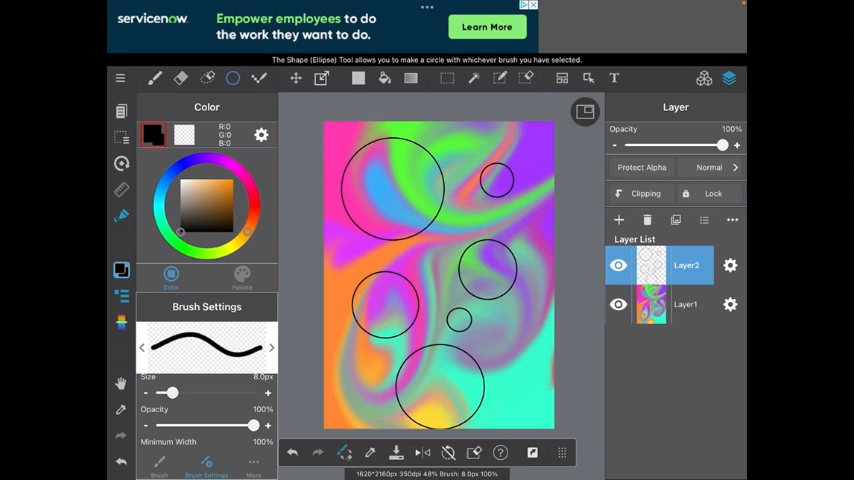 servicenow.
Empower employees to do
the work they want to do.
Learn More
The Shape (Ellipse) Tool allows you to make a circle with whichever brush you have selected.
T
Color
R:0
G:0
B:0
Color
Palette
Brush Settings
Size 8.0px
- +
Opacity 100%
- +
Minimum Width 100%
Brush
Brush Settings
More
Layer
Opacity 100%
- +
Protect Alpha
Normal
Clipping
Lock
Layer List
Layer2
Layer1
1620*2160px 350dpi 48% Brush: 8.0px 100%